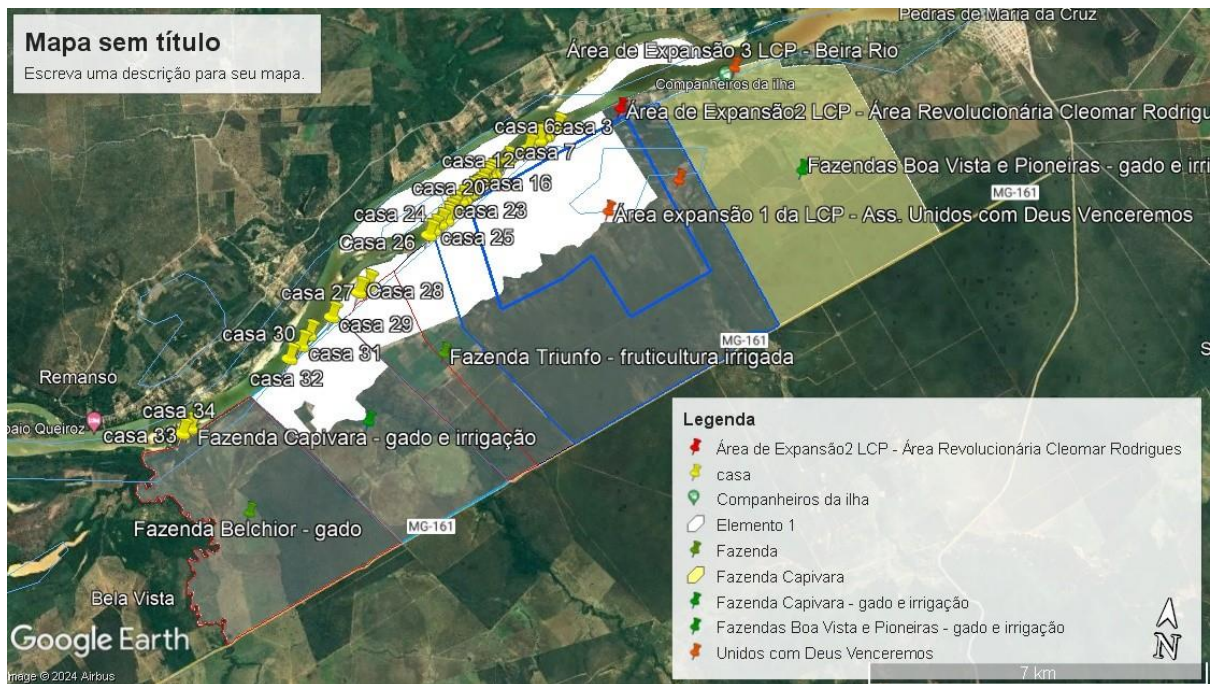 Mapa sem título
Escreva uma descrição para seu mapa.
Pedras de Maria da Cruz
Área de Expansão 3 LCP - Beira Rio
Companheiros da ilha
Área de Expansão2 LCP - Área Revolucionária Cleomar Rodrigu
casa 6
casa 3
casa 7
casa 12
Fazendas Boa Vista e Pioneiras - gado e irri
casa 16
casa 20
MG-161
casa 24
casa 23
Área expansão 1 da LCP - Ass. Unidos com Deus Venceremos
Casa 26
casa 25
casa 27
Casa 28
casa 30
casa 29
MG-161
casa 31
Fazenda Triunfo - fruticultura irrigada
S
Remanso
casa 32
casa 34
paio Queiroz
casa 33
Fazenda Capivara - gado e irrigação
Fazenda Belchior - gado
MG-161
Bela Vista
Google Earth
mage © 2024 Airbus
Legenda
Área de Expansão2 LCP - Área Revolucionária Cleomar Rodrigues
casa
Companheiros da ilha
Elemento 1
Fazenda
Fazenda Capivara
Fazenda Capivara - gado e irrigação
Fazendas Boa Vista e Pioneiras - gado e irrigação
Unidos com Deus Venceremos
N
7 km